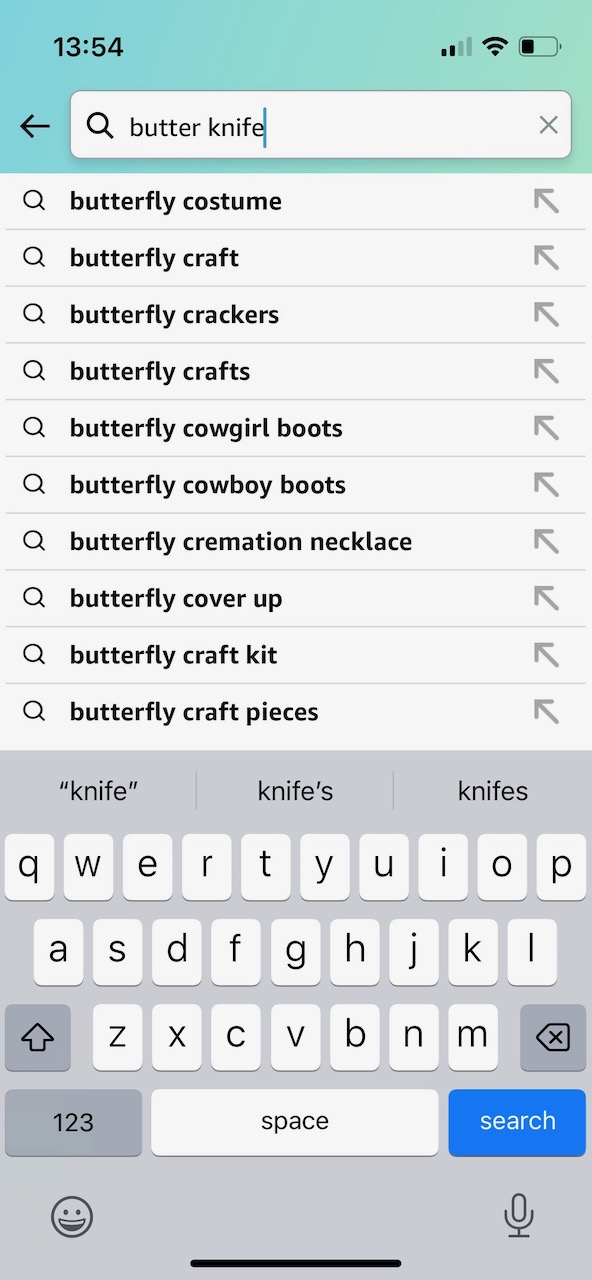 13:54
butter knife
butterfly costume
butterfly craft
butterfly crackers
butterfly crafts
butterfly cowgirl boots
butterfly cowboy boots
butterfly cremation necklace
butterfly cover up
butterfly craft kit
butterfly craft pieces
“knife” knife’s knifes
q w e r t y u i o p
a s d f g h j k l
z x c v b n m
123 space search